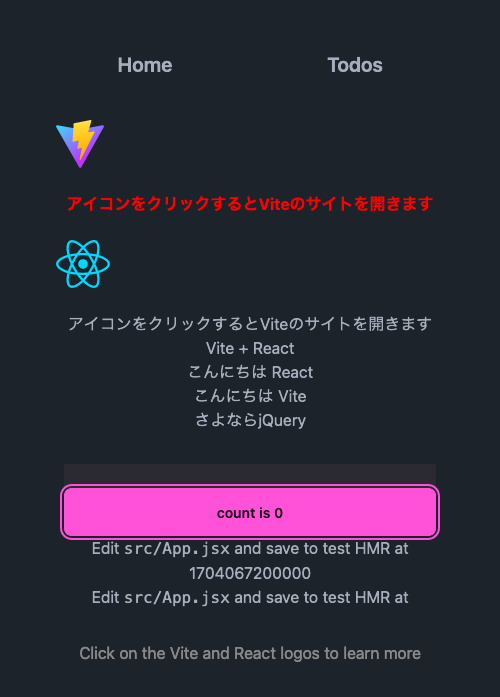 Home Todos
アイコンをクリックするとViteのサイトを開きます
アイコンをクリックするとViteのサイトを開きます
Vite + React
こんにちは React
こんにちは Vite
さよならjQuery
count is 0
Edit src/App.jsx and save to test HMR at
1704067200000
Edit src/App.jsx and save to test HMR at
Click on the Vite and React logos to learn more